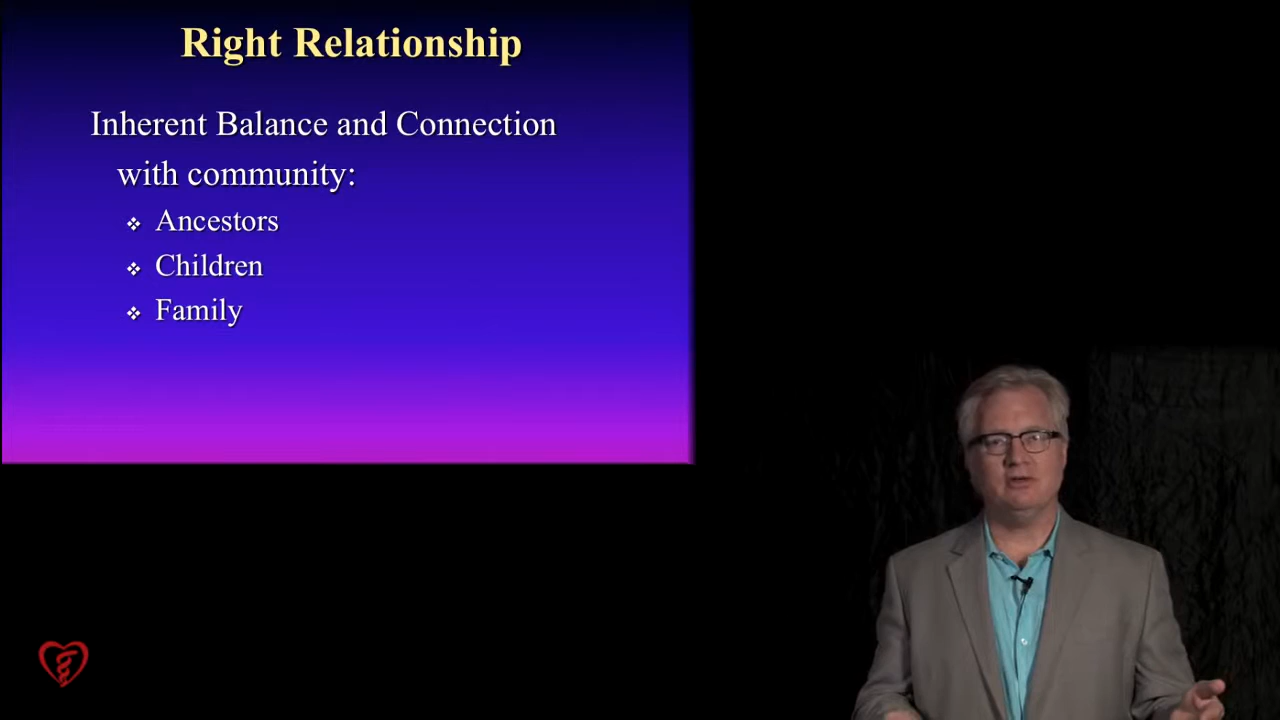 Right Relationship
Inherent Balance and Connection
with community:
❖ Ancestors
❖ Children
❖ Family